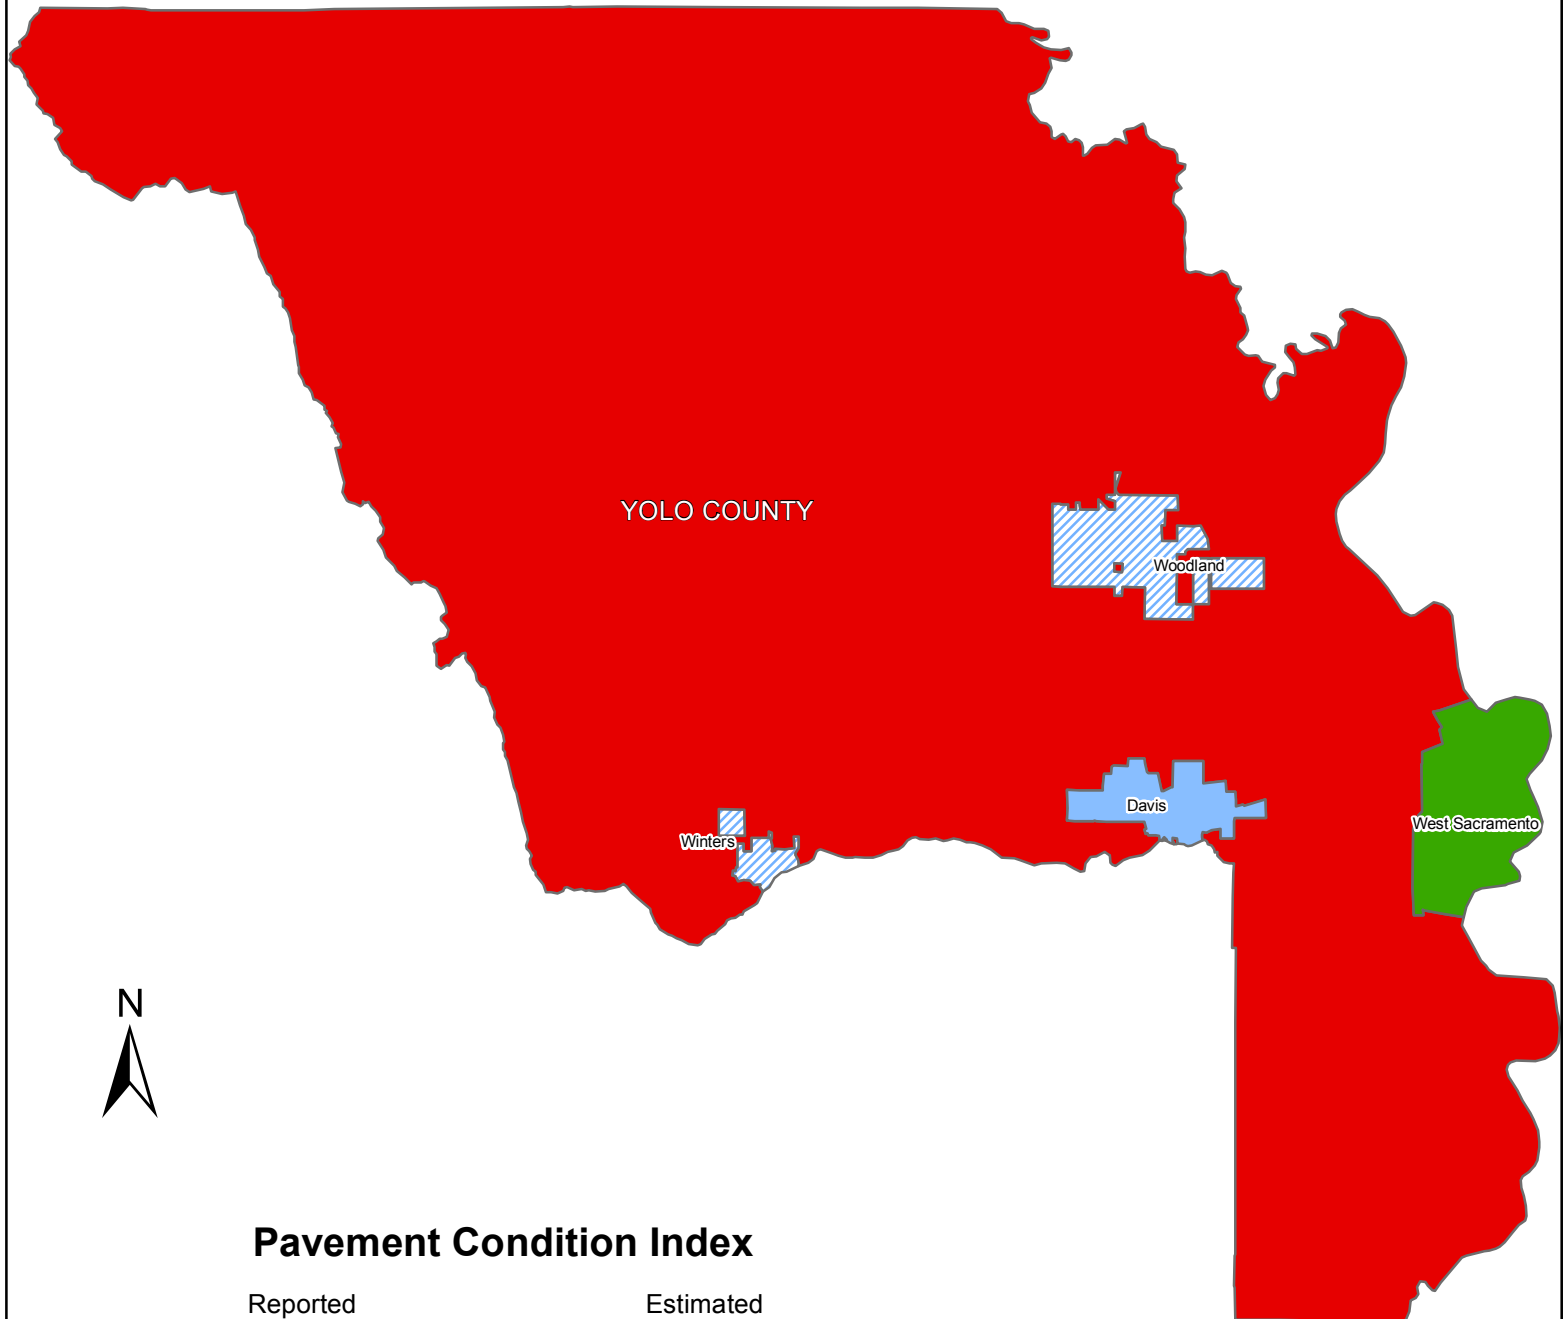 YOLO COUNTY
Woodland
Davis
West Sacramento
Winters
N
Pavement Condition Index
Reported Estimated